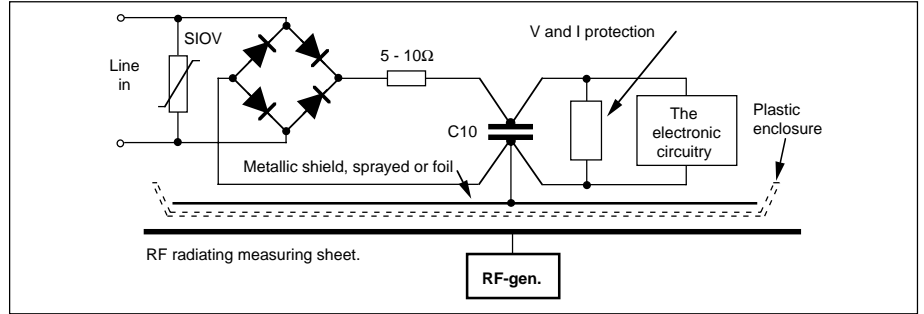 SIOV
Line
in
5 - 10Ω
V and I protection
C10
The
electronic
circuitry
Plastic
enclosure
Metallic shield, sprayed or foil
RF radiating measuring sheet.
RF-gen.